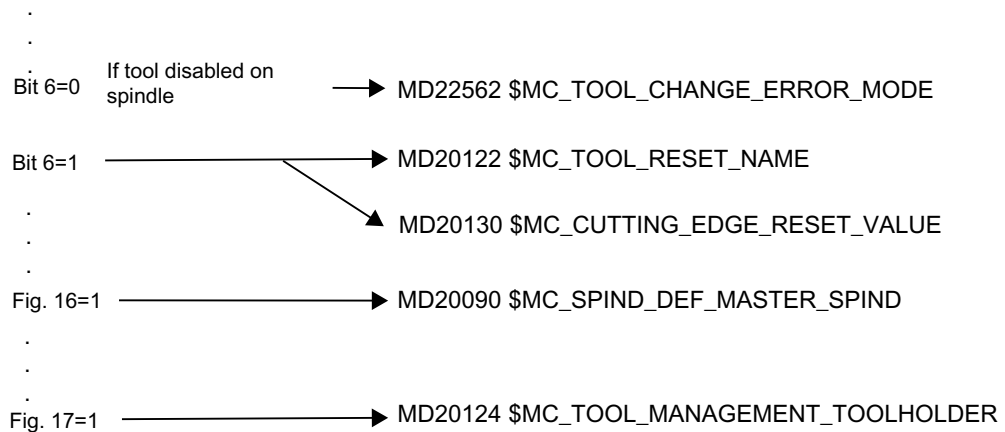 .
.
.
Bit 6=0 If tool disabled on
spindle MD22562 $MC_TOOL_CHANGE_ERROR_MODE
Bit 6=1 MD20122 $MC_TOOL_RESET_NAME
MD20130 $MC_CUTTING_EDGE_RESET_VALUE
.
.
.
Fig. 16=1 MD20090 $MC_SPIND_DEF_MASTER_SPIND
.
.
.
Fig. 17=1 MD20124 $MC_TOOL_MANAGEMENT_TOOLHOLDER